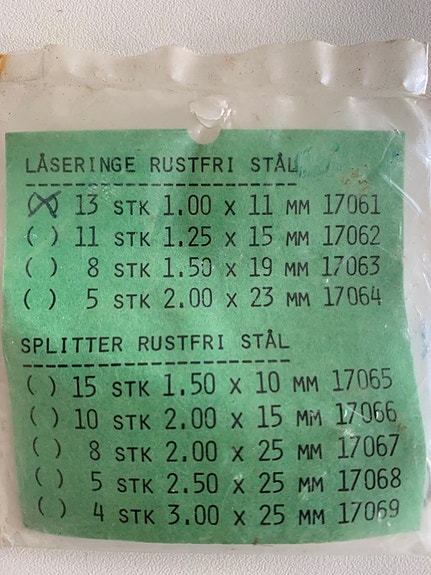 LÅSERINGE RUSTFRI STÅL
(X) 13 STK 1.00 X 11 MM 17061
( ) 11 STK 1.25 X 15 MM 17062
( ) 8 STK 1.50 X 19 MM 17063
( ) 5 STK 2.00 X 23 MM 17064
SPLITTER RUSTFRI STÅL
( ) 15 STK 1.50 X 10 MM 17065
( ) 10 STK 2.00 X 15 MM 17066
( ) 8 STK 2.00 X 25 MM 17067
( ) 5 STK 2.50 X 25 MM 17068
( ) 4 STK 3.00 X 25 MM 17069